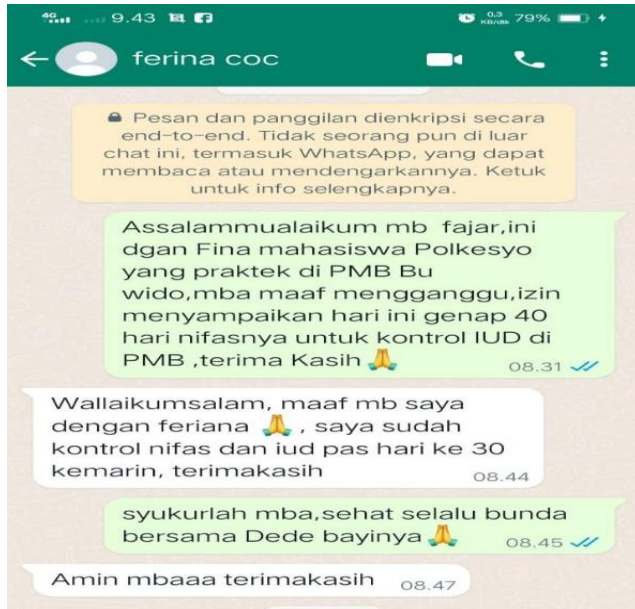 4G 9.43 0,3 KB/dtk 79%
ferina coc
Pesan dan panggilan dienkripsi secara
end-to-end. Tidak seorang pun di luar
chat ini, termasuk WhatsApp, yang dapat
membaca atau mendengarkannya. Ketuk
untuk info selengkapnya.
Assalammualaikum mb fajar,ini
dgan Fina mahasiswa Polkesyo
yang praktek di PMB Bu
wido,mba maaf mengganggu,izin
menyampaikan hari ini genap 40
hari nifasnya untuk kontrol IUD di
PMB ,terima Kasih 🙏 08.31
Wallaikumsalam, maaf mb saya
dengan feriana 🙏 , saya sudah
kontrol nifas dan iud pas hari ke 30
kemarin, terimakasih 08.44
syukurlah mba,sehat selalu bunda
bersama Dede bayinya 🙏 08.45
Amin mbaaa terimakasih 08.47